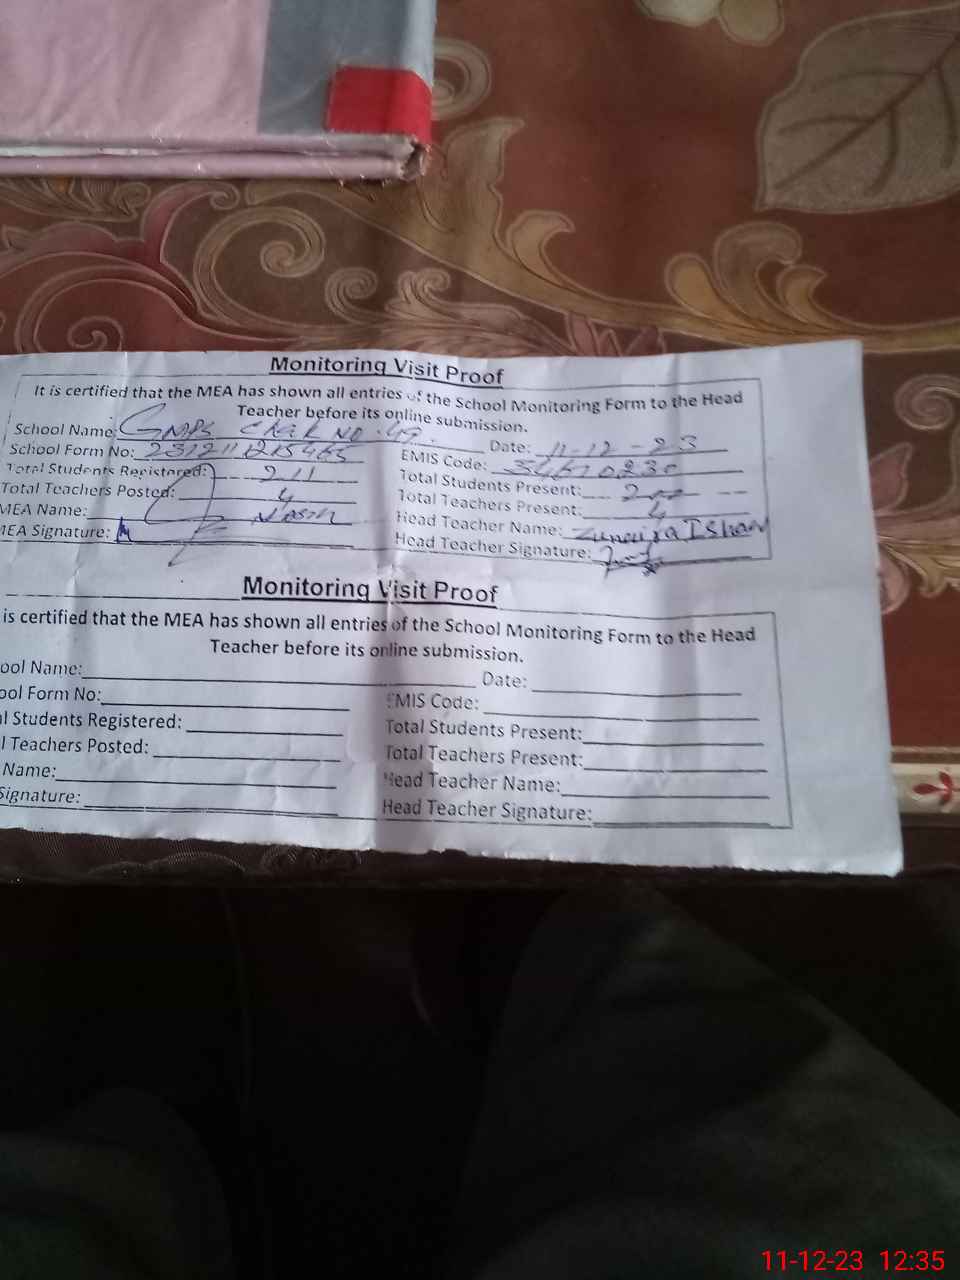 Monitoring Visit Proof
It is certified that the MEA has shown all entries of the School Monitoring Form to the Head
Teacher before its online submission.
School Name: GMPS Chak No. 49. Date: 11-12-23
School Form No: EMIS Code:
Total Students Registered: 211 Total Students Present: 200
Total Teachers Posted: 4 Total Teachers Present: 4
MEA Name: Head Teacher Name: Zunaira
MEA Signature: Head Teacher Signature:
Monitoring Visit Proof
is certified that the MEA has shown all entries of the School Monitoring Form to the Head
Teacher before its online submission.
ool Name: Date:
ool Form No: EMIS Code:
l Students Registered: Total Students Present:
l Teachers Posted: Total Teachers Present:
Name: Head Teacher Name:
Signature: Head Teacher Signature:
11-12-23 12:35